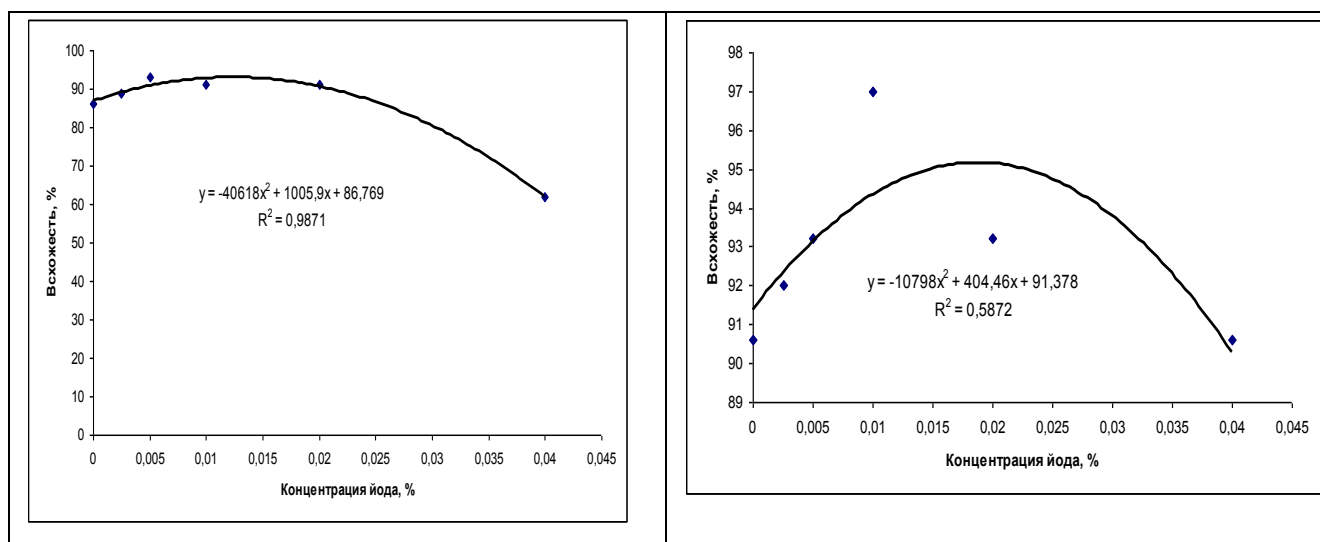 100
90
80
70
60
50
40
30
20
10
0
Всхожесть, %
y = -40618x² + 1005,9x + 86,769
R² = 0,9871
0 0,005 0,01 0,015 0,02 0,025 0,03 0,035 0,04 0,045
Концентрация йода, %
98
97
96
95
94
93
92
91
90
89
Всхожесть, %
y = -10798x² + 404,46x + 91,378
R² = 0,5872
0 0,005 0,01 0,015 0,02 0,025 0,03 0,035 0,04 0,045
Концентрация йода, %